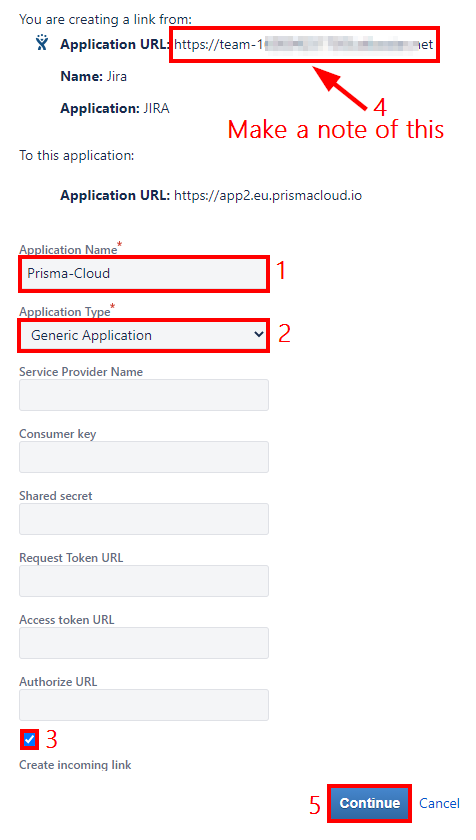 You are creating a link from:
Application URL: https://team-1 net
4
Make a note of this
Name: Jira
Application: JIRA
To this application:
Application URL: https://app2.eu.prismacloud.io
Application Name*
Prisma-Cloud 1
Application Type*
Generic Application 2
Service Provider Name
Consumer key
Shared secret
Request Token URL
Access token URL
Authorize URL
3
Create incoming link
5 Continue Cancel